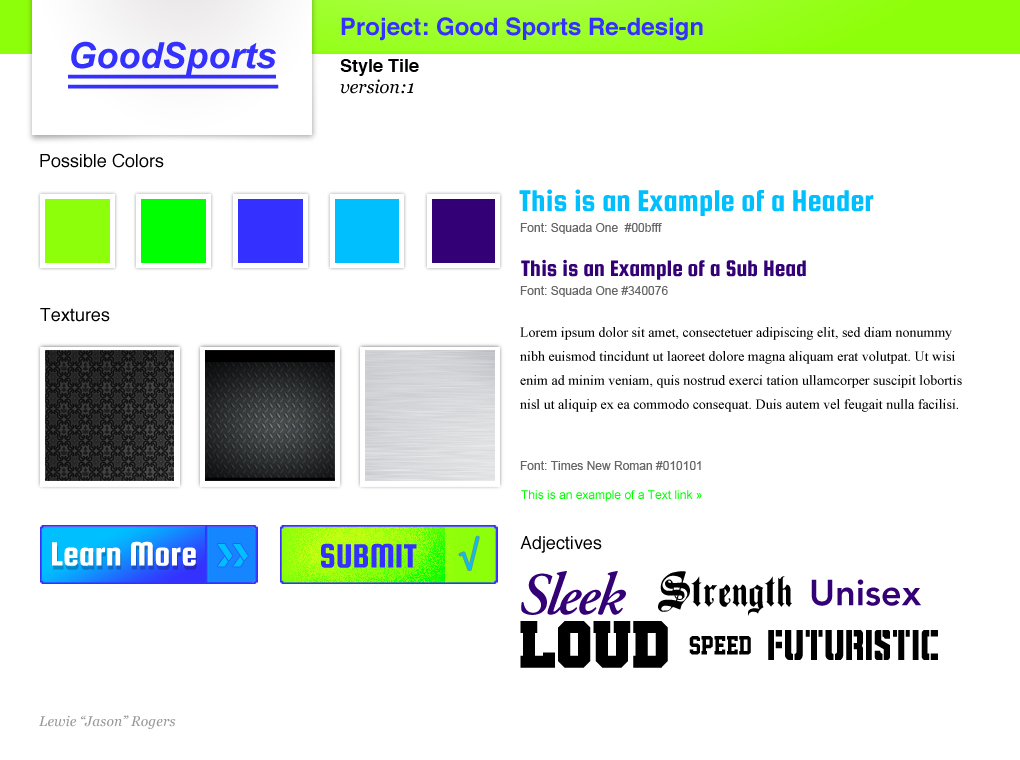 GoodSports
Project: Good Sports Re-design
Style Tile
version:1
Possible Colors
Textures
Learn More »
SUBMIT √
This is an Example of a Header
Font: Squada One #00bfff
This is an Example of a Sub Head
Font: Squada One #340076
Lorem ipsum dolor sit amet, consectetuer adipiscing elit, sed diam nonummy
nibh euismod tincidunt ut laoreet dolore magna aliquam erat volutpat. Ut wisi
enim ad minim veniam, quis nostrud exerci tation ullamcorper suscipit lobortis
nisl ut aliquip ex ea commodo consequat. Duis autem vel feugait nulla facilisi.
Font: Times New Roman #010101
This is an example of a Text link »
Adjectives
Sleek Strength Unisex
LOUD SPEED FUTURISTIC
Lewie “Jason” Rogers